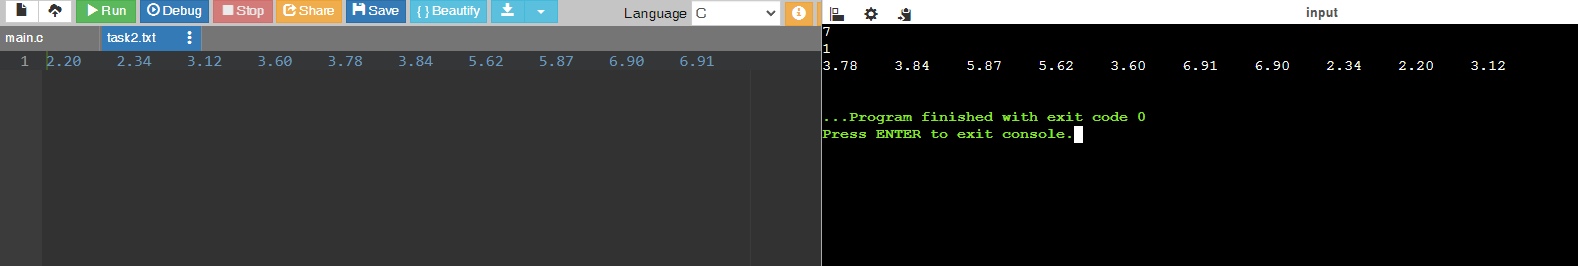 Run Debug Stop Share Save { } Beautify Language C
input
main.c task2.txt
1 2.20 2.34 3.12 3.60 3.78 3.84 5.62 5.87 6.90 6.91
7
1
3.78 3.84 5.87 5.62 3.60 6.91 6.90 2.34 2.20 3.12
...Program finished with exit code 0
Press ENTER to exit console.